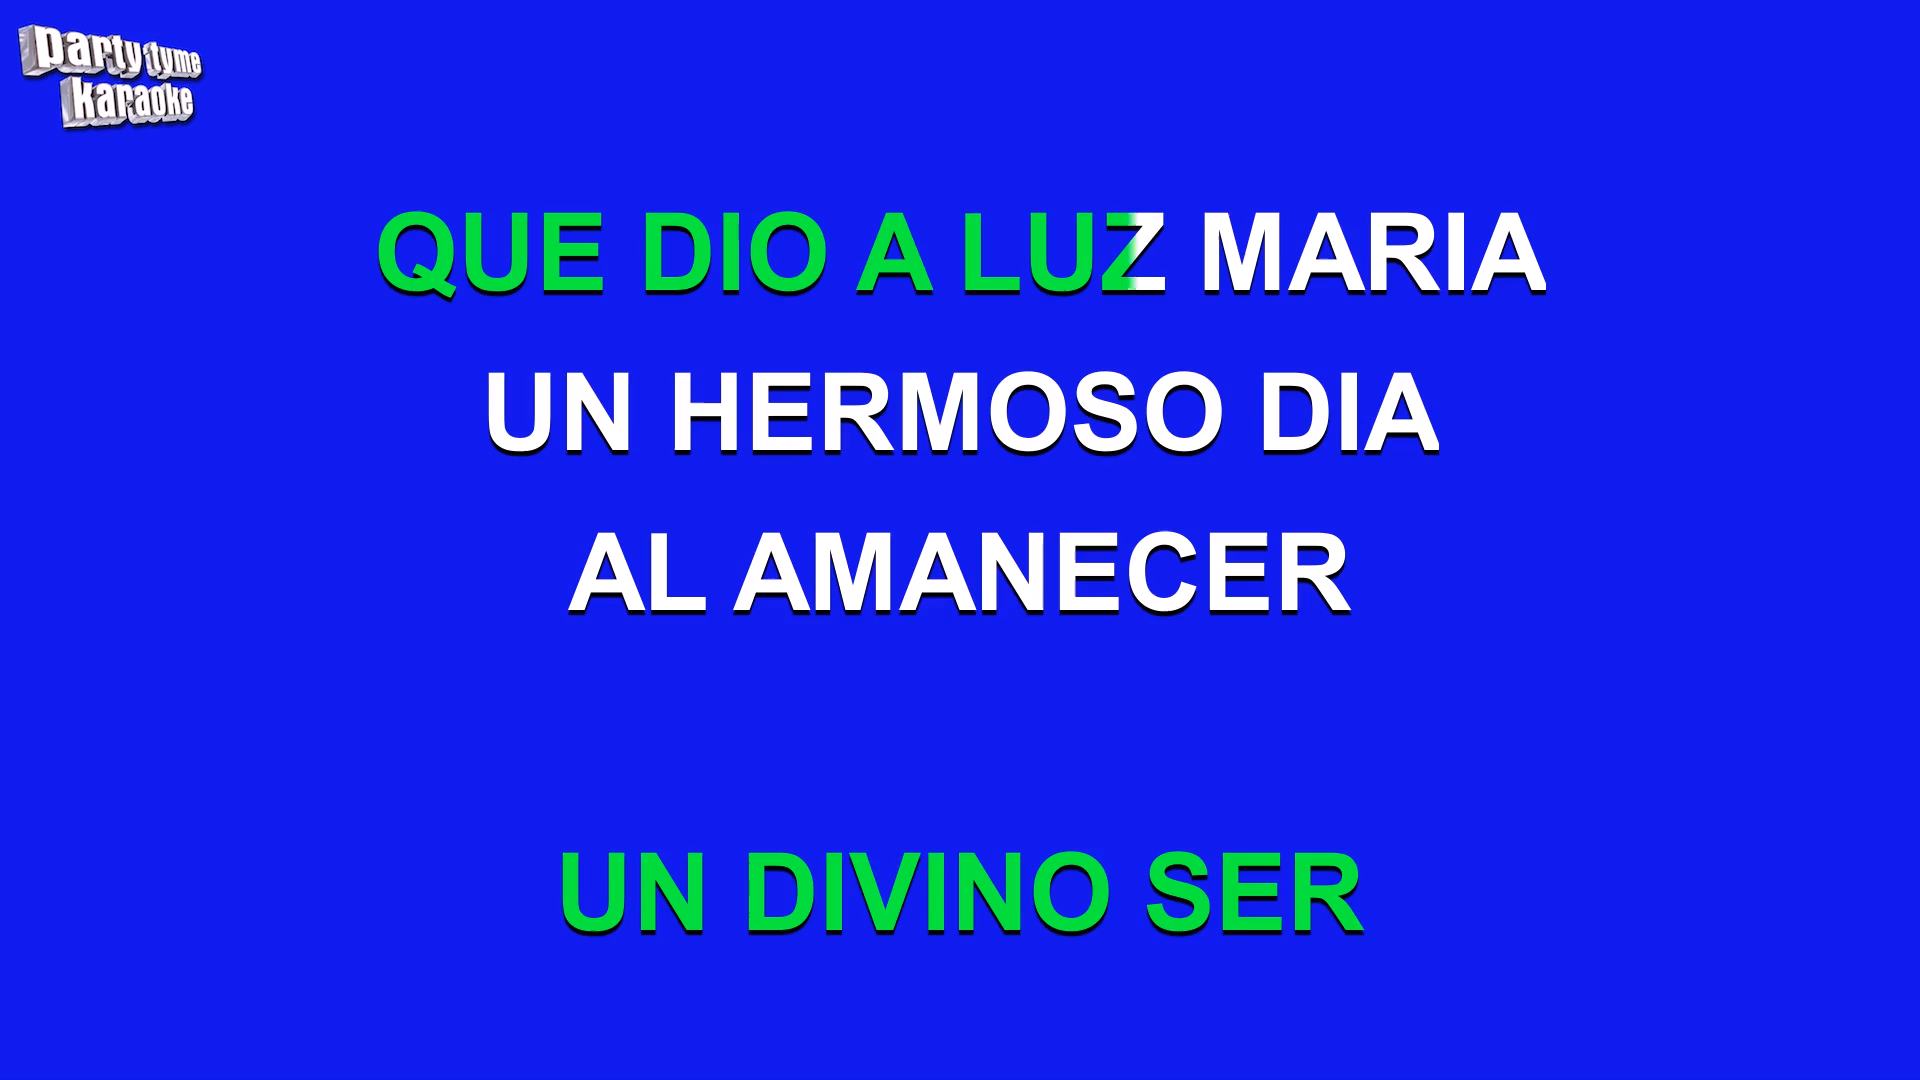 party tyme
karaoke
QUE DIO A LUZ MARIA
UN HERMOSO DIA
AL AMANECER
UN DIVINO SER